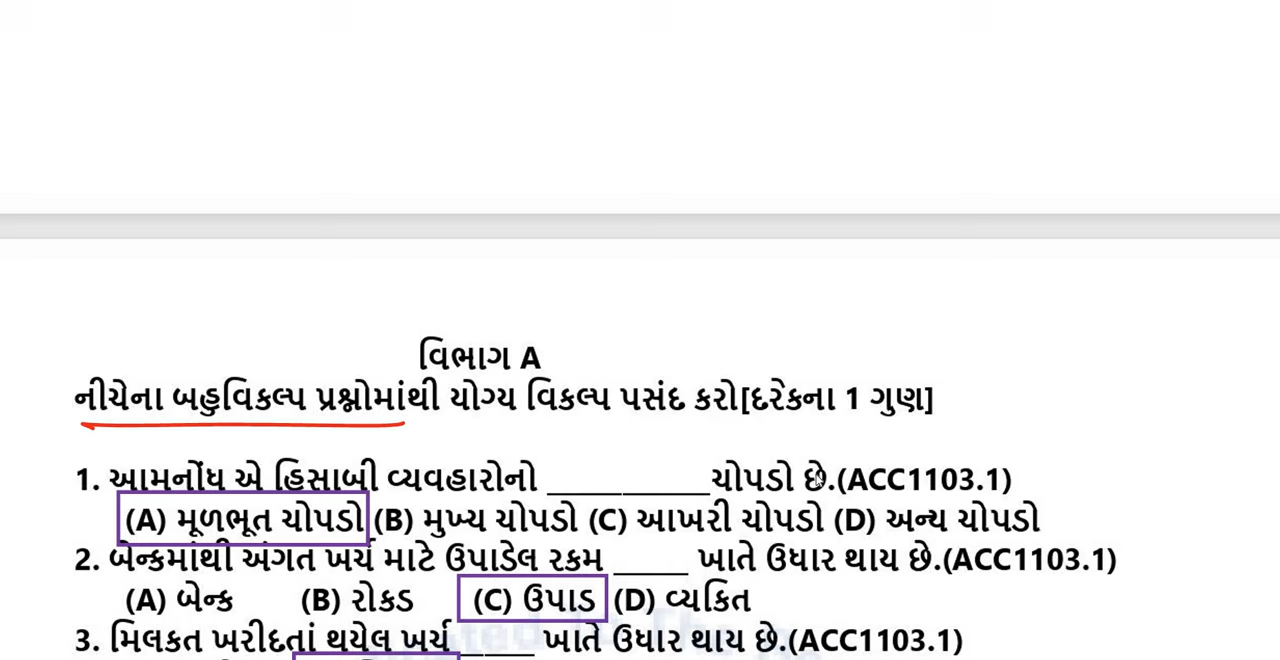 વિભાગ A
નીચેના બહુવિકલ્પ પ્રશ્નોમાંથી યોગ્ય વિકલ્પ પસંદ કરો[દરેકના 1 ગુણ]
1. આમનોંધ એ હિસાબી વ્યવહારોનો ___________ચોપડો છે.(ACC1103.1)
(A) મૂળભૂત ચોપડો (B) મુખ્ય ચોપડો (C) આખરી ચોપડો (D) અન્ય ચોપડો
2. બેન્કમાંથી અંગત ખર્ચ માટે ઉપાડેલ રકમ _____ ખાતે ઉધાર થાય છે.(ACC1103.1)
(A) બેન્ક (B) રોકડ (C) ઉપાડ (D) વ્યકિત
3. મિલકત ખરીદતાં થયેલ ખર્ચ _____ ખાતે ઉધાર થાય છે.(ACC1103.1)